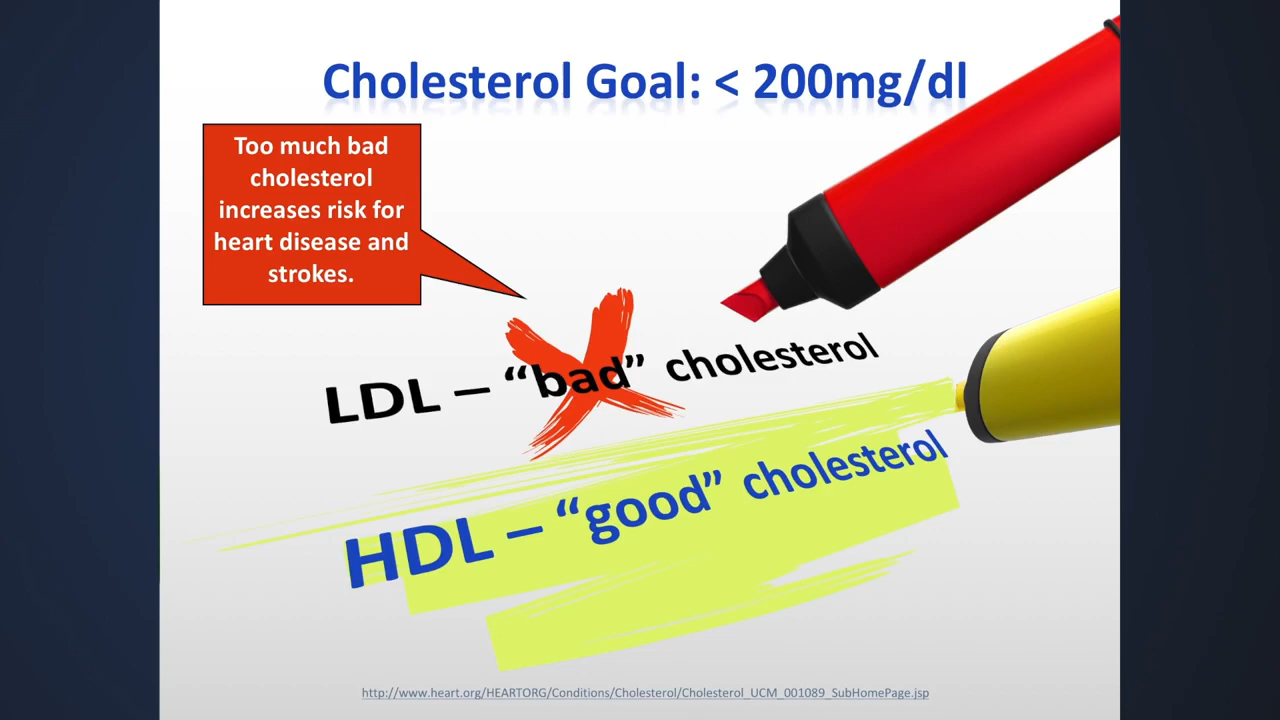 Cholesterol Goal: < 200mg/dl
Too much bad
cholesterol
increases risk for
heart disease and
strokes.
LDL – “bad” cholesterol
HDL – “good” cholesterol
http://www.heart.org/HEARTORG/Conditions/Cholesterol/Cholesterol_UCM_001089_SubHomePage.jsp